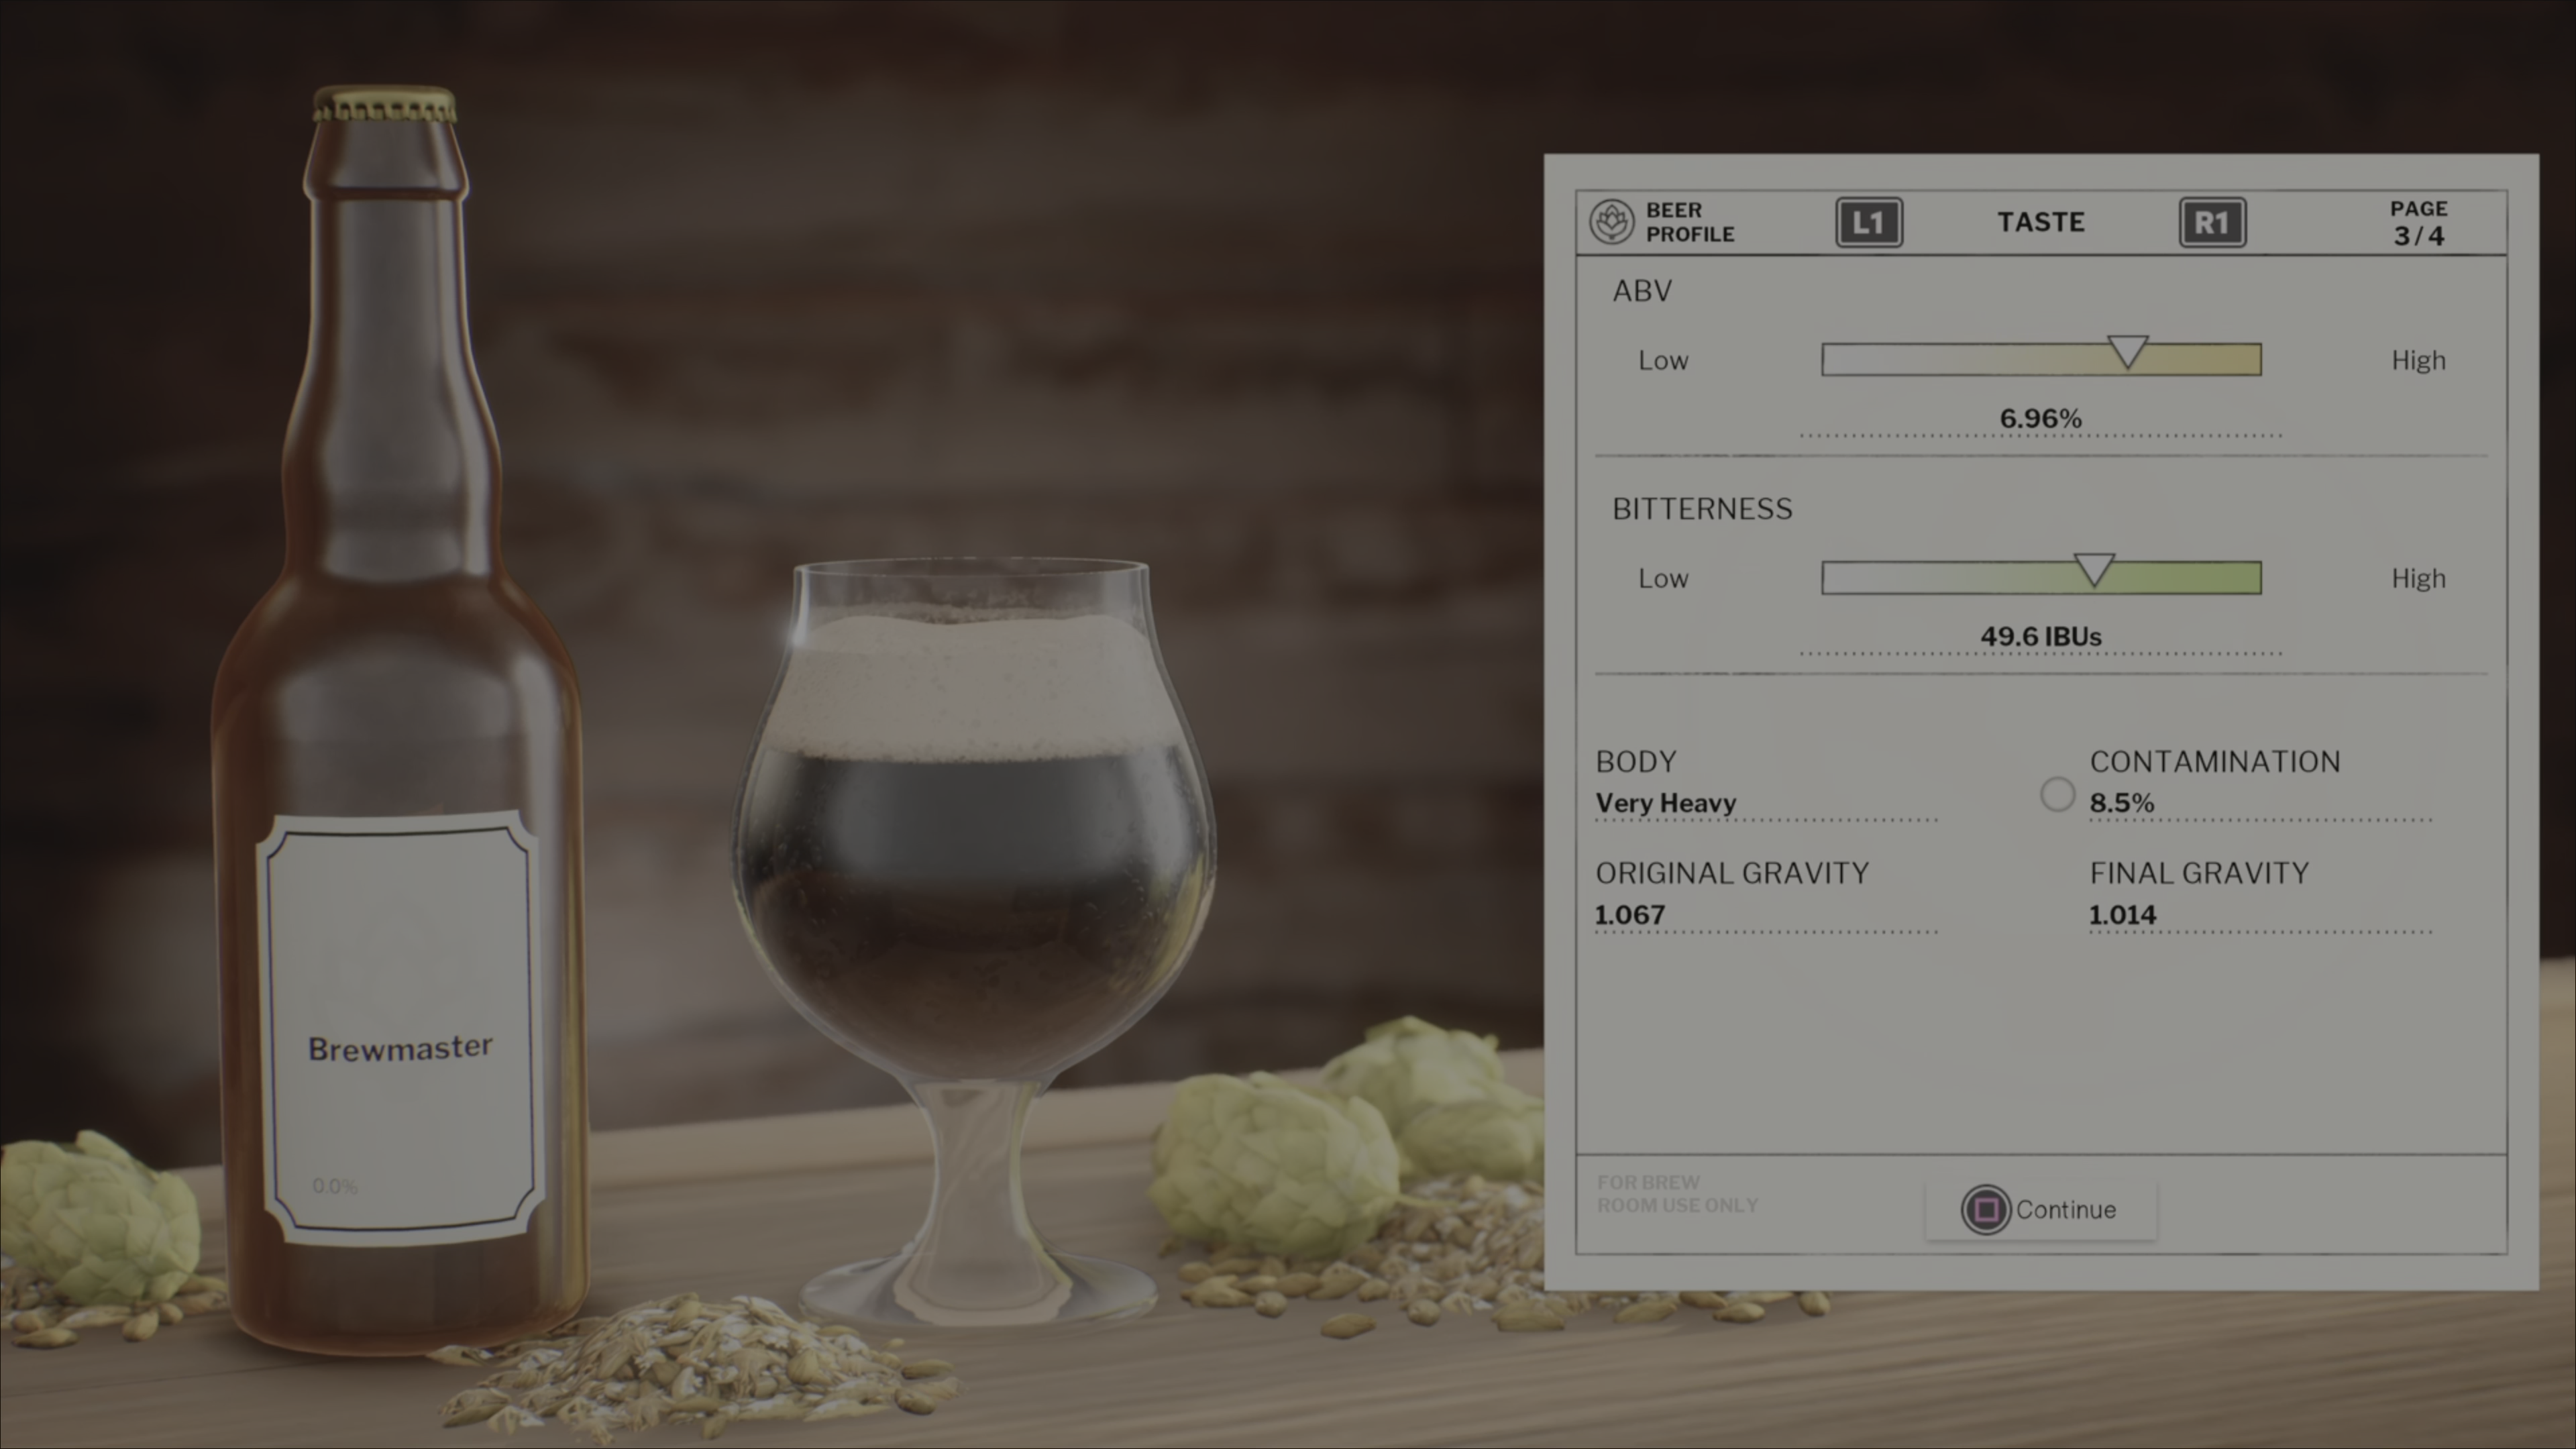 BEER
PROFILE
L1
TASTE
R1
PAGE
3/4
ABV
Low
High
6.96%
BITTERNESS
Low
High
49.6 IBUs
BODY
Very Heavy
CONTAMINATION
8.5%
ORIGINAL GRAVITY
1.067
FINAL GRAVITY
1.014
Brewmaster
0.0%
FOR BREW
ROOM USE ONLY
Continue